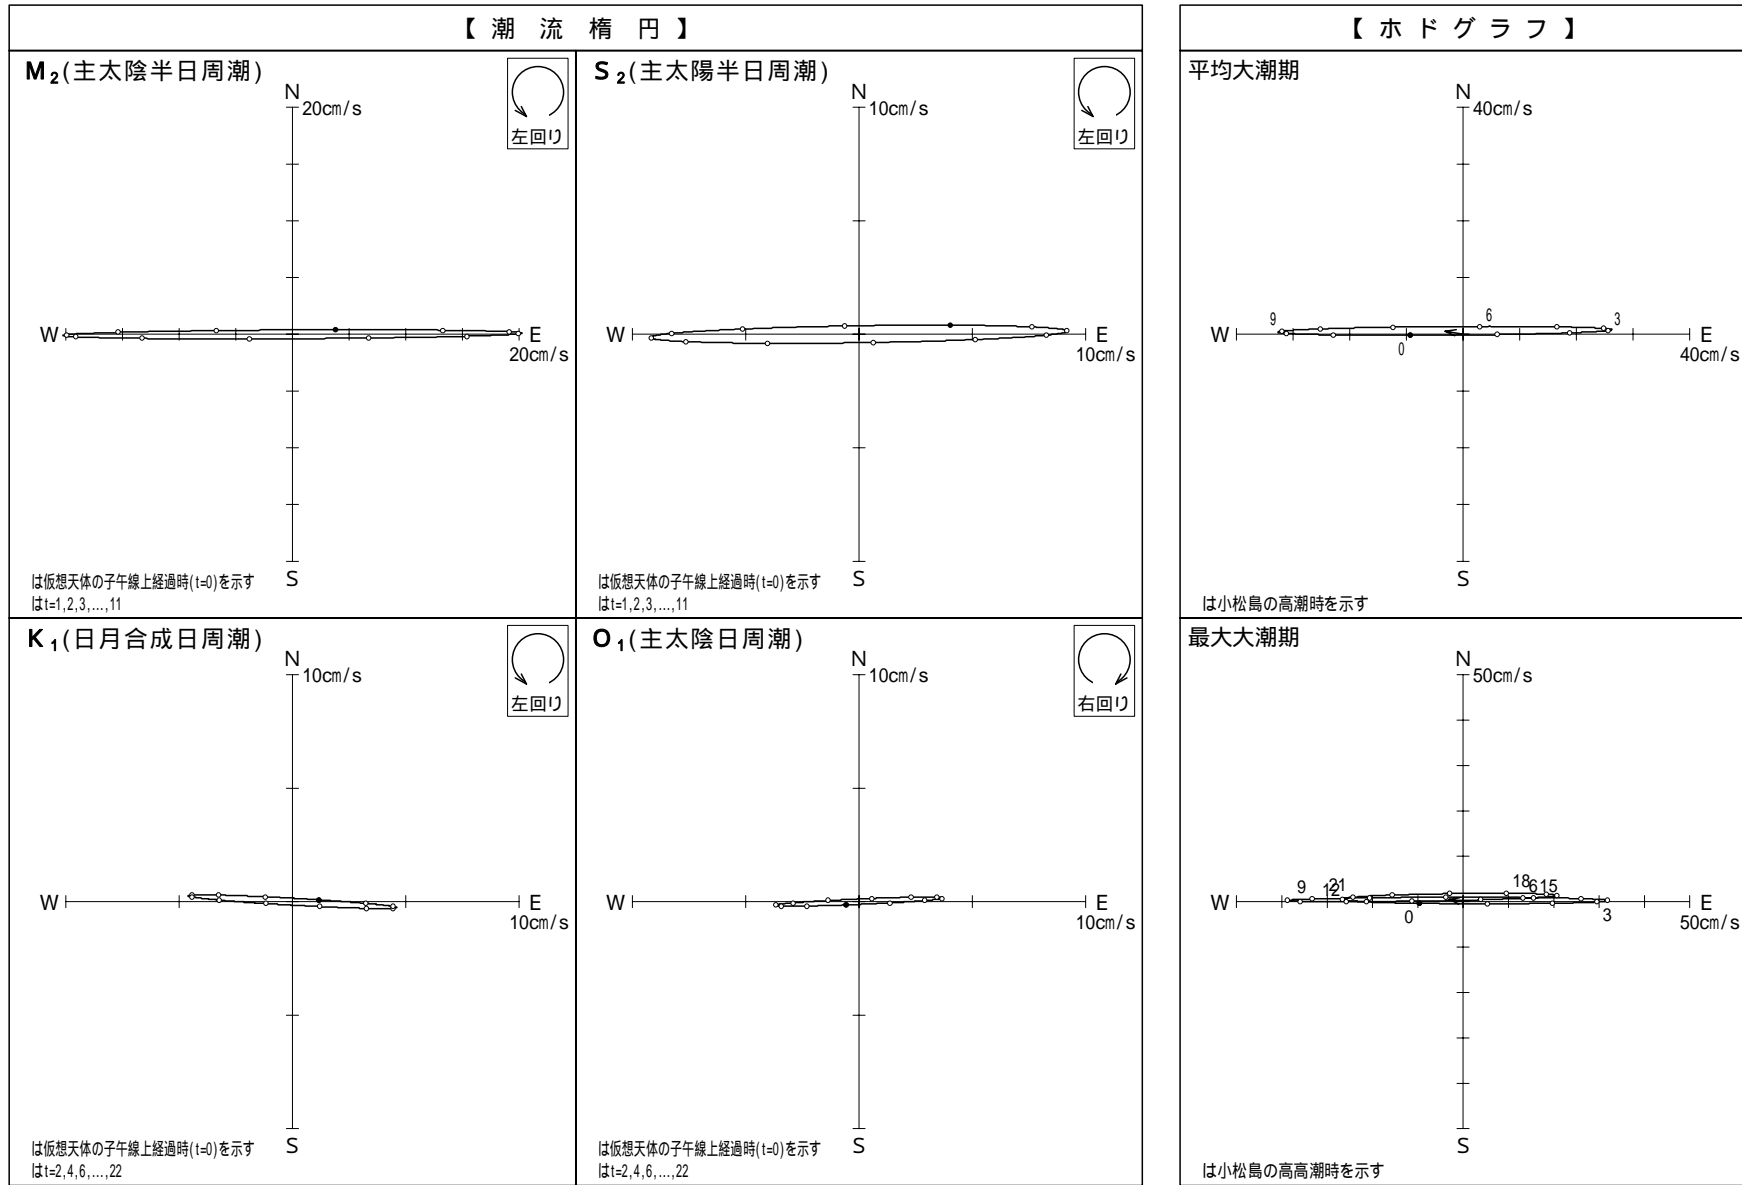 【 潮 流 楕 円 】
M₂(主太陰半日周潮)
N
20cm/s
左回り
W
E
20cm/s
S
は仮想天体の子午線上経過時(t=0)を示す
はt=1,2,3,...,11
S₂(主太陽半日周潮)
N
10cm/s
左回り
W
E
10cm/s
S
は仮想天体の子午線上経過時(t=0)を示す
はt=1,2,3,...,11
K₁(日月合成日周潮)
N
10cm/s
左回り
W
E
10cm/s
S
は仮想天体の子午線上経過時(t=0)を示す
はt=2,4,6,...,22
O₁(主太陰日周潮)
N
10cm/s
右回り
W
E
10cm/s
S
は仮想天体の子午線上経過時(t=0)を示す
はt=2,4,6,...,22
【 ホ ド グ ラ フ 】
平均大潮期
N
40cm/s
9
6
3
W
E
0
40cm/s
S
は小松島の高潮時を示す
最大大潮期
N
50cm/s
9
12
21
18
6
15
W
E
0
3
50cm/s
S
は小松島の高高潮時を示す